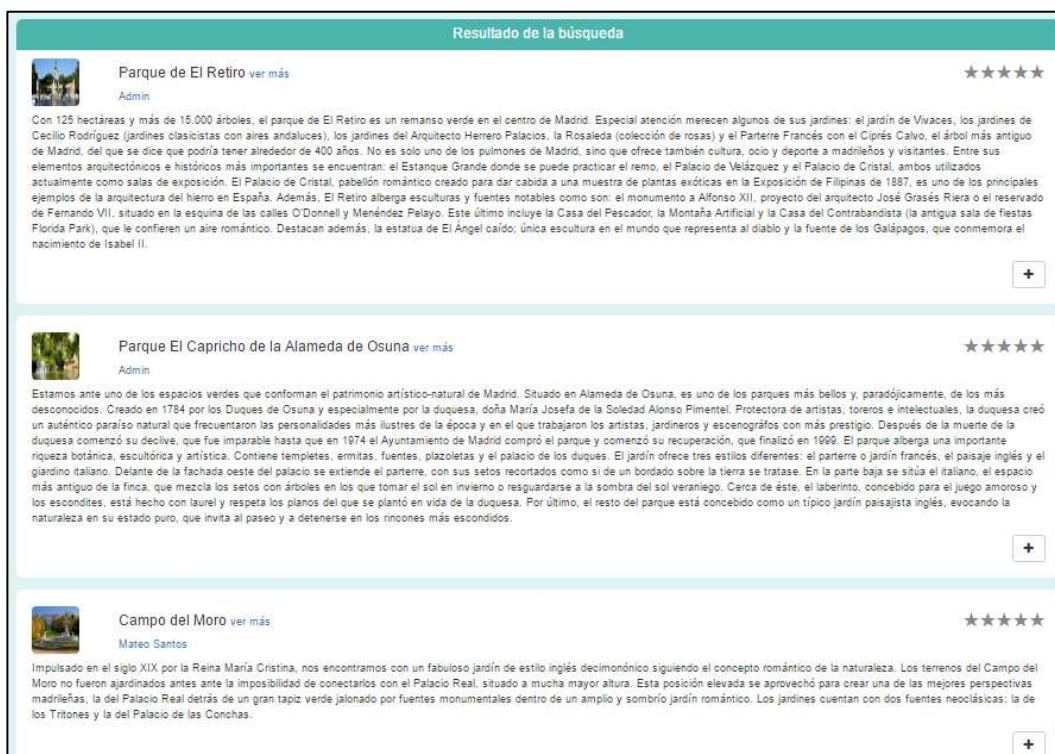 Resultado de la búsqueda
Parque de El Retiro ver más
Admin
Con 125 hectáreas y más de 15.000 árboles, el parque de El Retiro es un remanso verde en el centro de Madrid. Especial atención merecen algunos de sus jardines: el jardín de Vivaces, los jardines de
Cecilio Rodríguez (jardines clasicistas con aires andaluces), los jardines del Arquitecto Herrero Palacios, la Rosaleda (colección de rosas) y el Parterre Francés con el Ciprés Calvo, el árbol más antiguo
de Madrid, del que se dice que podría tener alrededor de 400 años. No es solo uno de los pulmones de Madrid, sino que ofrece también cultura, ocio y deporte a madrileños y visitantes. Entre sus
elementos arquitectónicos e históricos más importantes se encuentran: el Estanque Grande donde se puede practicar el remo, el Palacio de Velázquez y el Palacio de Cristal, ambos utilizados
actualmente como salas de exposición. El Palacio de Cristal, pabellón romántico creado para dar cabida a una muestra de plantas exóticas en la Exposición de Filipinas de 1887, es uno de los principales
ejemplos de la arquitectura del hierro en España. Además, El Retiro alberga esculturas y fuentes notables como son: el monumento a Alfonso XII, proyecto del arquitecto José Grasés Riera o el reservado
de Fernando VII, situado en la esquina de las calles O'Donnell y Menéndez Pelayo. Este último incluye la Casa del Pescador, la Montaña Artificial y la Casa del Contrabandista (la antigua sala de fiestas
Florida Park), que le confieren un aire romántico. Destacan además, la estatua de El Ángel caído; única escultura en el mundo que representa al diablo y la fuente de los Galápagos, que conmemora el
nacimiento de Isabel II.
+
Parque El Capricho de la Alameda de Osuna ver más
Admin
Estamos ante uno de los espacios verdes que conforman el patrimonio artístico-natural de Madrid. Situado en Alameda de Osuna, es uno de los parques más bellos y, paradójicamente, de los más
desconocidos. Creado en 1784 por los Duques de Osuna y especialmente por la duquesa, doña María Josefa de la Soledad Alonso Pimentel. Protectora de artistas, toreros e intelectuales, la duquesa creó
un auténtico paraíso natural que frecuentaron las personalidades más ilustres de la época y en el que trabajaron los artistas, jardineros y escenógrafos con más prestigio. Después de la muerte de la
duquesa comenzó su declive, que fue imparable hasta que en 1974 el Ayuntamiento de Madrid compró el parque y comenzó su recuperación, que finalizó en 1999. El parque alberga una importante
riqueza botánica, escultórica y artística. Contiene templetes, ermitas, fuentes, plazoletas y el palacio de los duques. El jardín ofrece tres estilos diferentes: el parterre o jardín francés, el paisaje inglés y el
giardino italiano. Delante de la fachada oeste del palacio se extiende el parterre, con sus setos recortados como si de un bordado sobre la tierra se tratase. En la parte baja se sitúa el italiano, el espacio
más antiguo de la finca, que mezcla los setos con árboles en los que tomar el sol en invierno o resguardarse a la sombra del sol veraniego. Cerca de éste, el laberinto, concebido para el juego amoroso y
los escondites, está hecho con laurel y respeta los planos del que se plantó en vida de la duquesa. Por último, el resto del parque está concebido como un típico jardín paisajista inglés, evocando la
naturaleza en su estado puro, que invita al paseo y a detenerse en los rincones más escondidos.
+
Campo del Moro ver más
Mateo Santos
Impulsado en el siglo XIX por la Reina María Cristina, nos encontramos con un fabuloso jardín de estilo inglés decimonónico siguiendo el concepto romántico de la naturaleza. Los terrenos del Campo del
Moro no fueron ajardinados antes ante la imposibilidad de conectarlos con el Palacio Real, situado a mucha mayor altura. Esta posición elevada se aprovechó para crear una de las mejores perspectivas
madrileñas, la del Palacio Real detrás de un gran tapiz verde jalonado por fuentes monumentales dentro de un amplio y sombrío jardín romántico. Los jardines cuentan con dos fuentes neoclásicas: la de
los Tritones y la del Palacio de las Conchas.
+